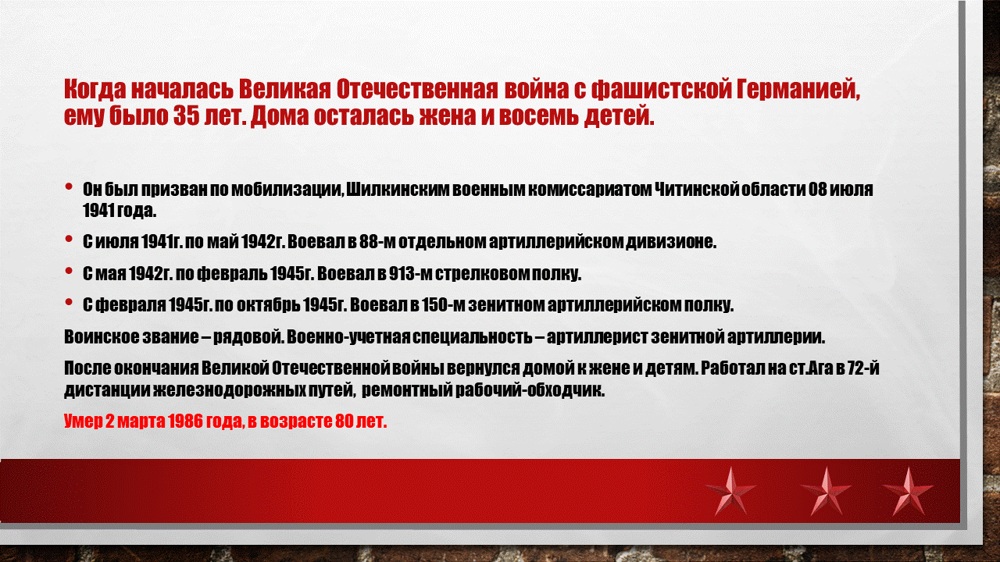 Когда началась Великая Отечественная война с фашистской Германией,
ему было 35 лет. Дома осталась жена и восемь детей.
• Он был призван по мобилизации, Шилкинским военным комиссариатом Читинской области 08 июля
1941 года.
• С июля 1941г. по май 1942г. Воевал в 88-м отдельном артиллерийском дивизионе.
• С мая 1942г. по февраль 1945г. Воевал в 913-м стрелковом полку.
• С февраля 1945г. по октябрь 1945г. Воевал в 150-м зенитном артиллерийском полку.
Воинское звание – рядовой. Военно-учетная специальность – артиллерист зенитной артиллерии.
После окончания Великой Отечественной войны вернулся домой к жене и детям. Работал на ст.Ага в 72-й
дистанции железнодорожных путей, ремонтный рабочий-обходчик.
Умер 2 марта 1986 года, в возрасте 80 лет.